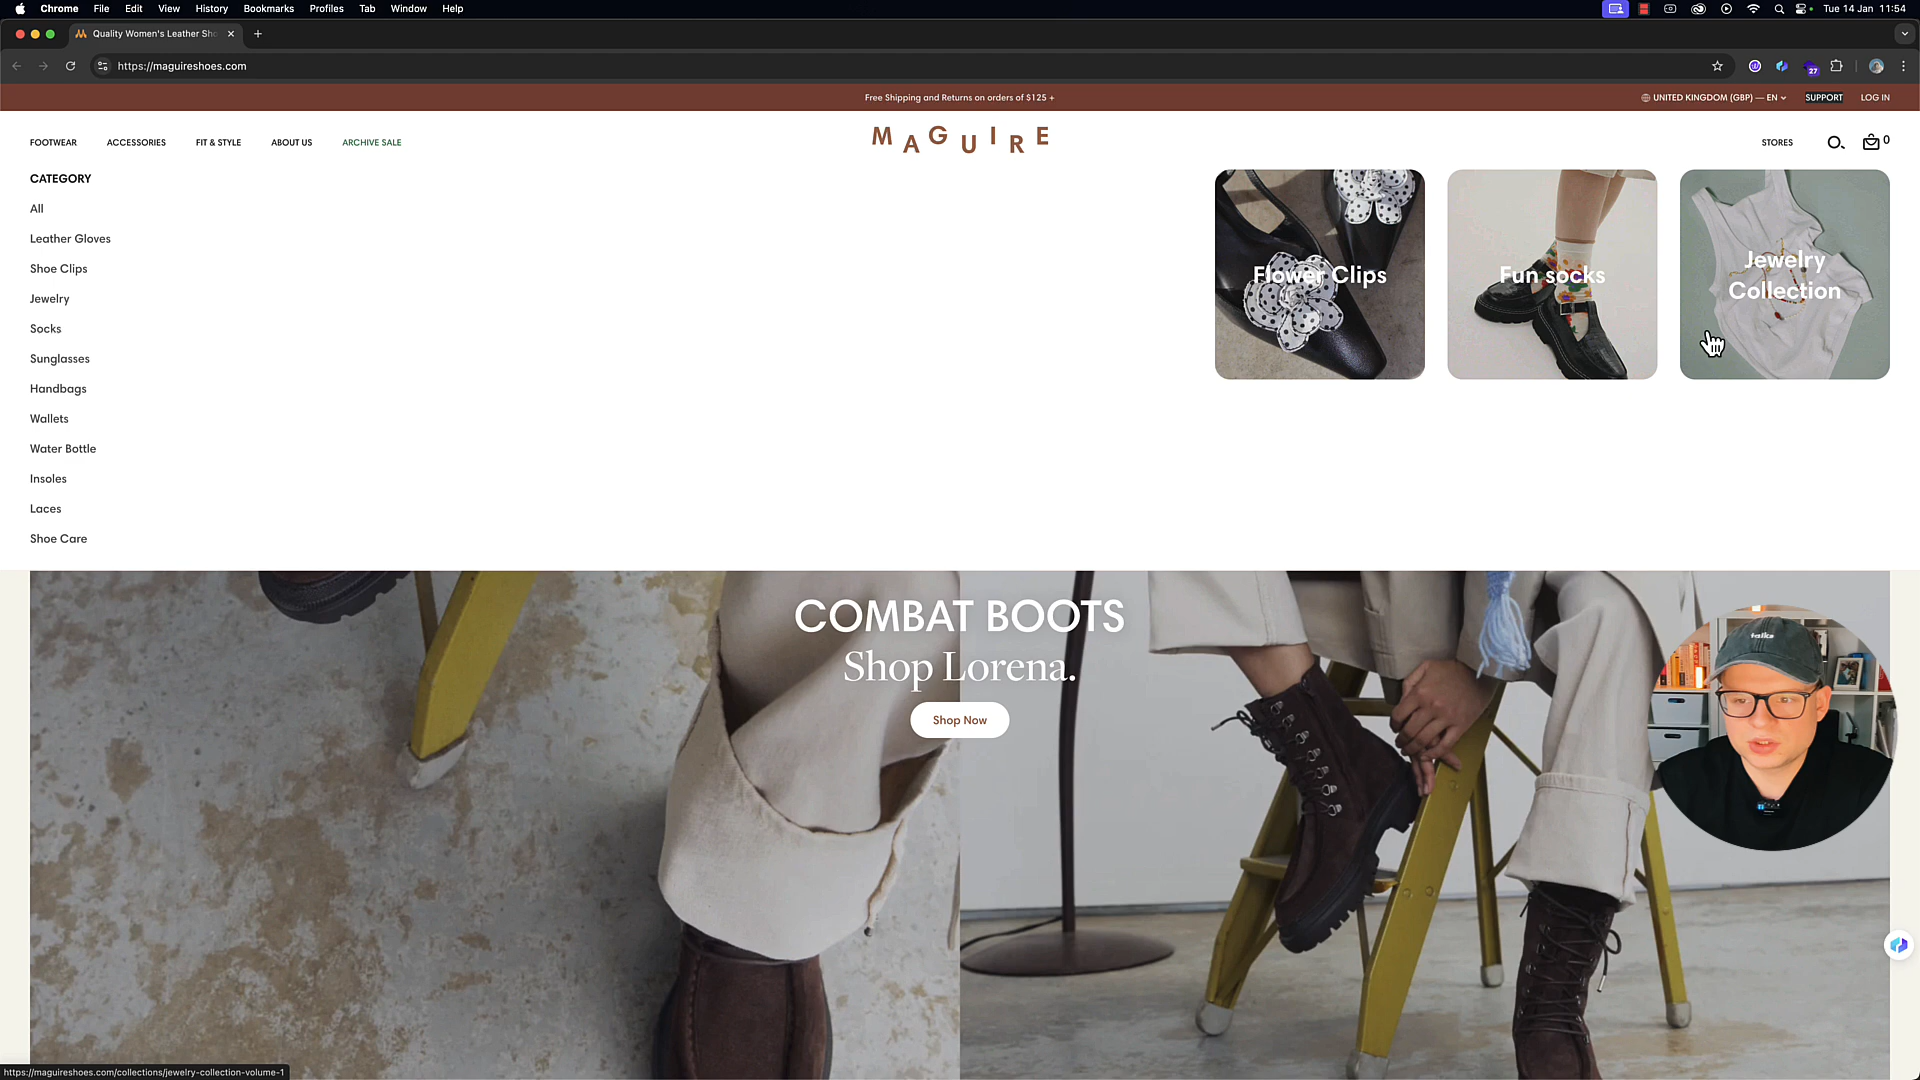 Chrome File Edit View History Bookmarks Profiles Tab Window Help
Tue 14 Jan 11:54
Quality Women's Leather Sho
https://maguireshoes.com
27
Free Shipping and Returns on orders of $125 +
UNITED KINGDOM (GBP) — EN
SUPPORT
LOG IN
FOOTWEAR
ACCESSORIES
FIT & STYLE
ABOUT US
ARCHIVE SALE
MAGUIRE
STORES
0
CATEGORY
All
Leather Gloves
Shoe Clips
Jewelry
Socks
Sunglasses
Handbags
Wallets
Water Bottle
Insoles
Laces
Shoe Care
Flower Clips
Fun socks
Jewelry
Collection
COMBAT BOOTS
Shop Lorena.
Shop Now
https://maguireshoes.com/collections/jewelry-collection-volume-1